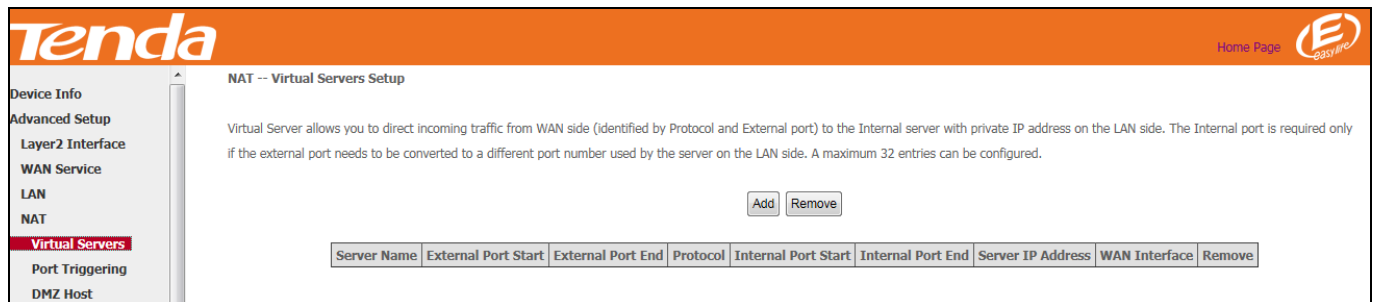 Tenda
Home Page
easylife
NAT -- Virtual Servers Setup
Device Info
Advanced Setup
Virtual Server allows you to direct incoming traffic from WAN side (identified by Protocol and External port) to the Internal server with private IP address on the LAN side. The Internal port is required only
Layer2 Interface
if the external port needs to be converted to a different port number used by the server on the LAN side. A maximum 32 entries can be configured.
WAN Service
LAN
Add Remove
NAT
Virtual Servers
Server Name External Port Start External Port End Protocol Internal Port Start Internal Port End Server IP Address WAN Interface Remove
Port Triggering
DMZ Host